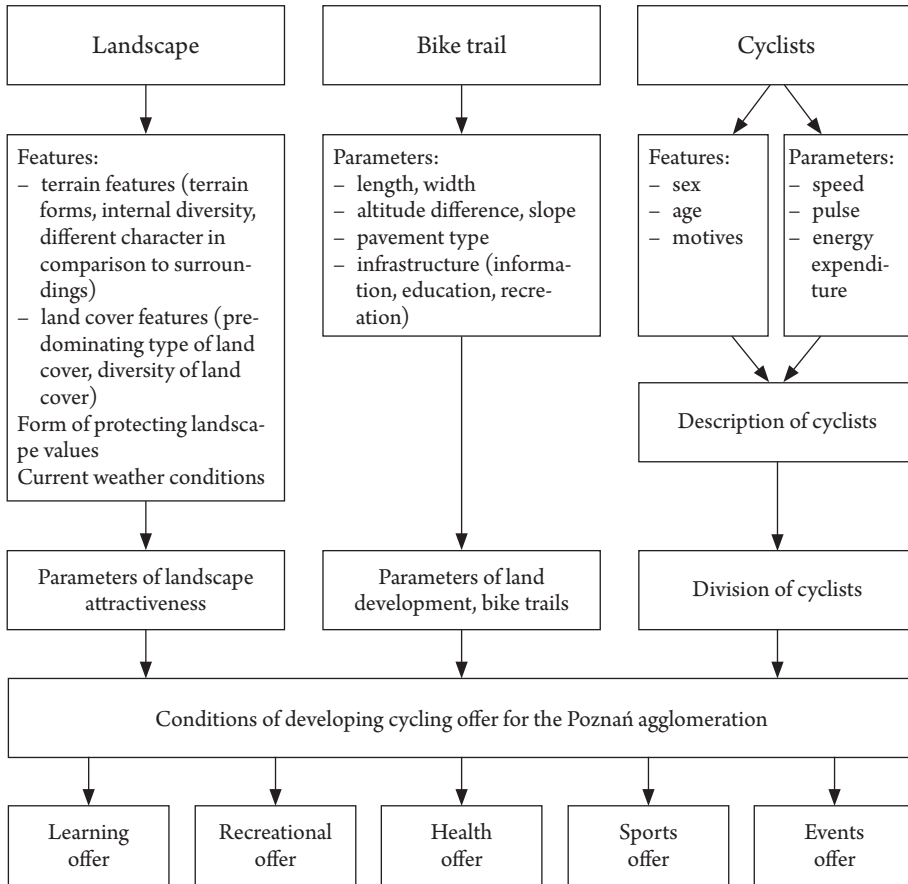 Landscape
Bike trail
Cyclists
Features:
– terrain features (terrain
forms, internal diversity,
different character in
comparison to surroun-
dings)
– land cover features (pre-
dominating type of land
cover, diversity of land
cover)
Form of protecting landsca-
pe values
Current weather conditions
Parameters:
– length, width
– altitude difference, slope
– pavement type
– infrastructure (informa-
tion, education, recre-
ation)
Features:
– sex
– age
– motives
Parameters:
– speed
– pulse
– energy
expendi-
ture
Description of cyclists
Parameters of landscape
attractiveness
Parameters of land
development, bike trails
Division of cyclists
Conditions of developing cycling offer for the Poznań agglomeration
Learning
offer
Recreational
offer
Health
offer
Sports
offer
Events
offer